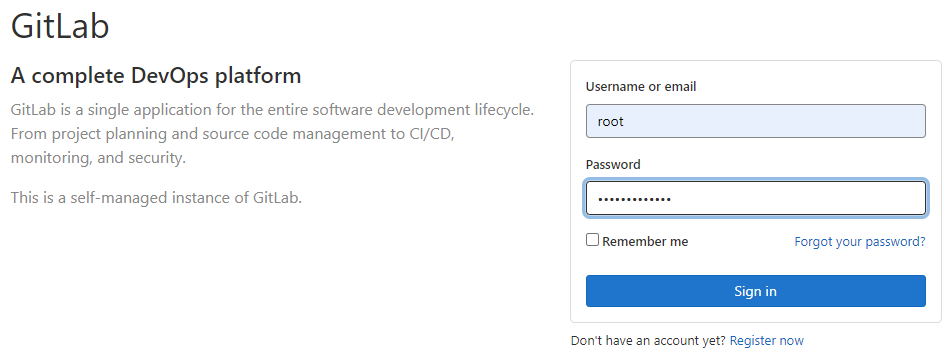 GitLab
A complete DevOps platform
GitLab is a single application for the entire software development lifecycle.
From project planning and source code management to CI/CD,
monitoring, and security.
This is a self-managed instance of GitLab.
Username or email
root
Password
•••••••••••••
Remember me
Forgot your password?
Sign in
Don't have an account yet? Register now